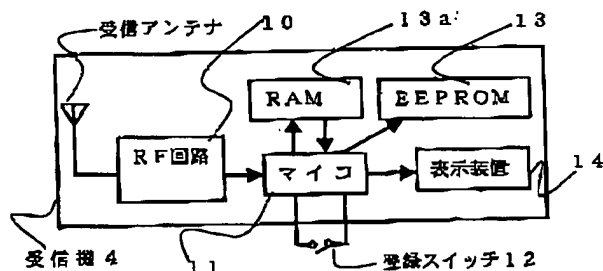 受信アンテナ
10
13a
13
RAM
EEPROM
RF回路
マイコ
表示装置
14
受信機4
11
登録スイッチ12